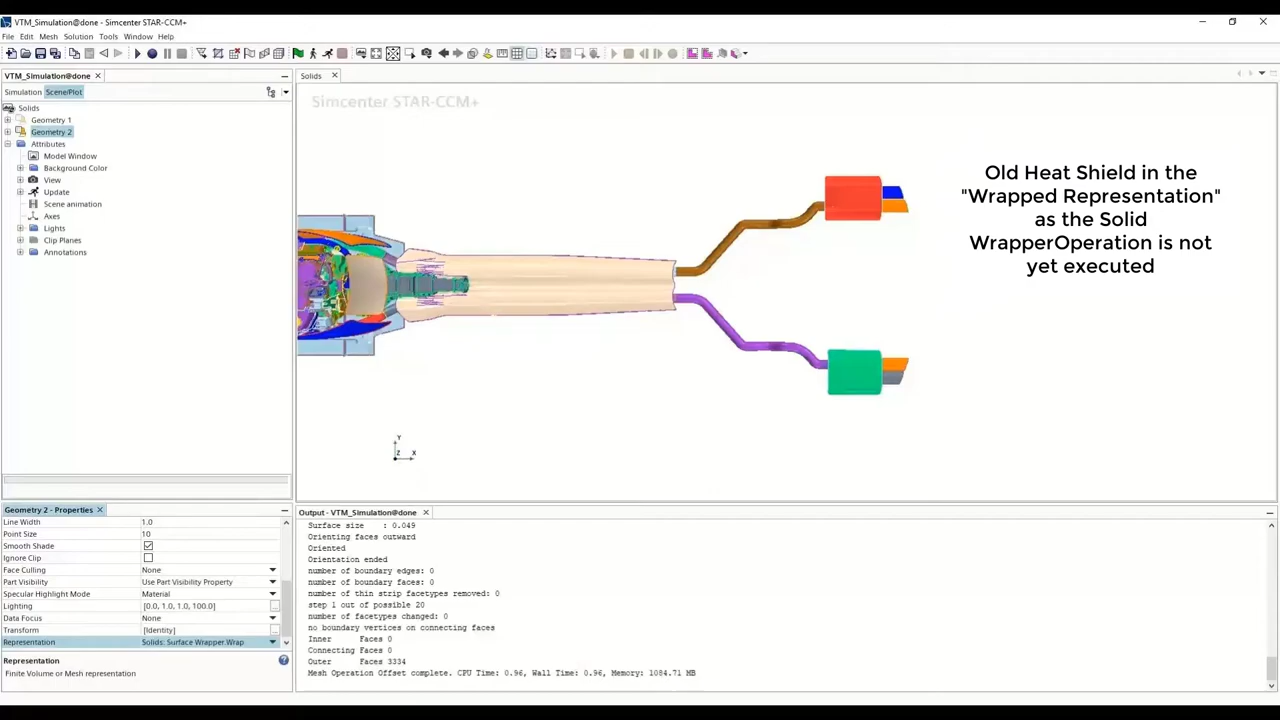 VTM_Simulation@done - Simcenter STAR-CCM+
File Edit Mesh Solution Tools Window Help
VTM_Simulation@done
Simulation Scene/Plot
Solids
Geometry 1
Geometry 2
Attributes
Model Window
Background Color
View
Update
Scene animation
Axes
Lights
Clip Planes
Annotations
Geometry 2 - Properties
Line Width 1.0
Point Size 10
Smooth Shade
Ignore Clip
Face Culling None
Part Visibility Use Part Visibility Property
Specular Highlight Mode Material
Lighting [0.0, 1.0, 1.0, 100.0]
Data Focus None
Transform [Identity]
Representation Solids: Surface Wrapper.Wrap
Representation
Finite Volume or Mesh representation
Solids
Simcenter STAR-CCM+
Old Heat Shield in the
"Wrapped Representation"
as the Solid
WrapperOperation is not
yet executed
Y
Z X
Output - VTM_Simulation@done
Surface size : 0.049
Orienting faces outward
Oriented
Orientation ended
number of boundary edges: 0
number of boundary faces: 0
number of thin strip facetypes removed: 0
step 1 out of possible 20
number of facetypes changed: 0
no boundary vertices on connecting faces
Inner Faces 0
Connecting Faces 0
Outer Faces 3334
Mesh Operation Offset complete. CPU Time: 0.96, Wall Time: 0.96, Memory: 1084.71 MB